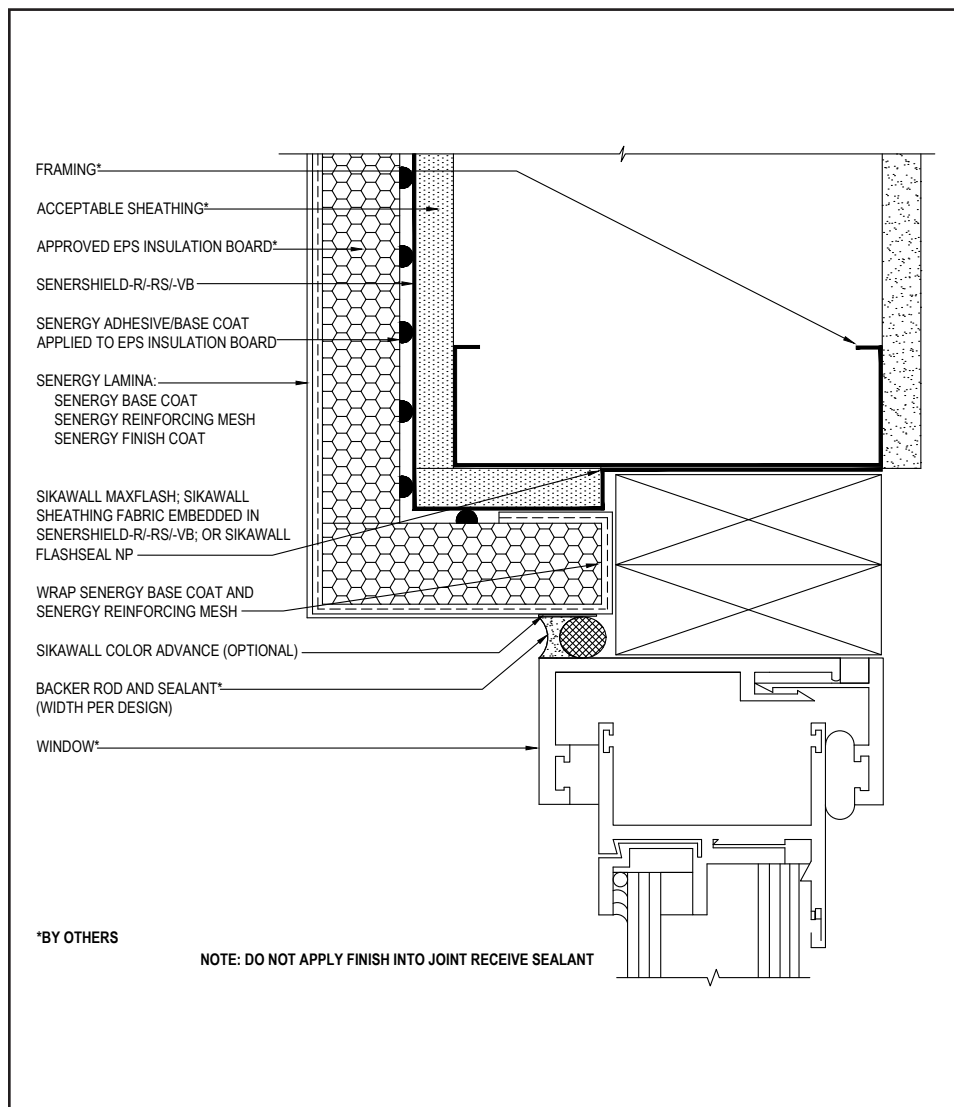 FRAMING*
ACCEPTABLE SHEATHING*
APPROVED EPS INSULATION BOARD*
SENERSHIELD-R/-RS/-VB
SENERGY ADHESIVE/BASE COAT
APPLIED TO EPS INSULATION BOARD
SENERGY LAMINA:
SENERGY BASE COAT
SENERGY REINFORCING MESH
SENERGY FINISH COAT
SIKAWALL MAXFLASH; SIKAWALL
SHEATHING FABRIC EMBEDDED IN
SENERSHIELD-R/-RS/-VB; OR SIKAWALL
FLASHSEAL NP
WRAP SENERGY BASE COAT AND
SENERGY REINFORCING MESH
SIKAWALL COLOR ADVANCE (OPTIONAL)
BACKER ROD AND SEALANT*
(WIDTH PER DESIGN)
WINDOW*
*BY OTHERS
NOTE: DO NOT APPLY FINISH INTO JOINT RECEIVE SEALANT